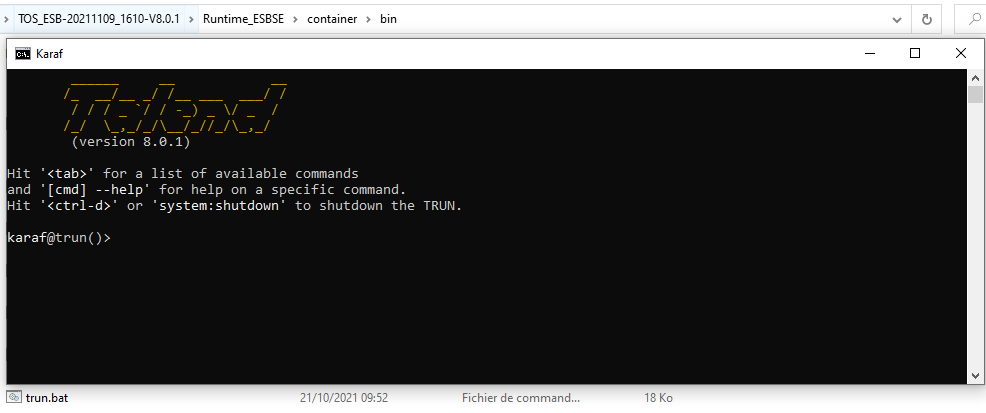 TOS_ESB-20211109_1610-V8.0.1 > Runtime_ESBSE > container > bin
Karaf
Talend
(version 8.0.1)
Hit '<tab>' for a list of available commands
and '[cmd] --help' for help on a specific command.
Hit '<ctrl-d>' or 'system:shutdown' to shutdown the TRUN.
karaf@trun()>
trun.bat 21/10/2021 09:52 Fichier de command... 18 Ko